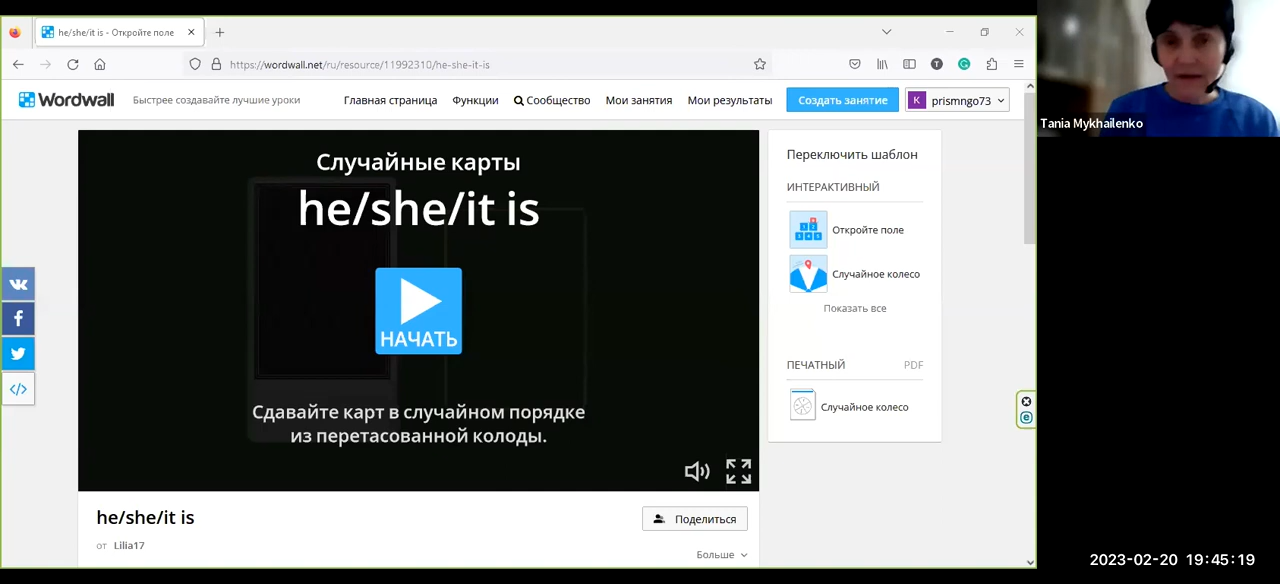 he/she/it is - Откройте поле
https://wordwall.net/ru/resource/11992310/he-she-it-is
T
Wordwall
Быстрее создавайте лучшие уроки
Главная страница
Функции
Сообщество
Мои занятия
Мои результаты
Создать занятие
K
prismngo73
Tania Mykhailenko
Случайные карты
he/she/it is
НАЧАТЬ
Сдавайте карт в случайном порядке
из перетасованной колоды.
Переключить шаблон
ИНТЕРАКТИВНЫЙ
Откройте поле
Случайное колесо
Показать все
ПЕЧАТНЫЙ
PDF
Случайное колесо
he/she/it is
Поделиться
от Lilia17
Больше
2023-02-20 19:45:19